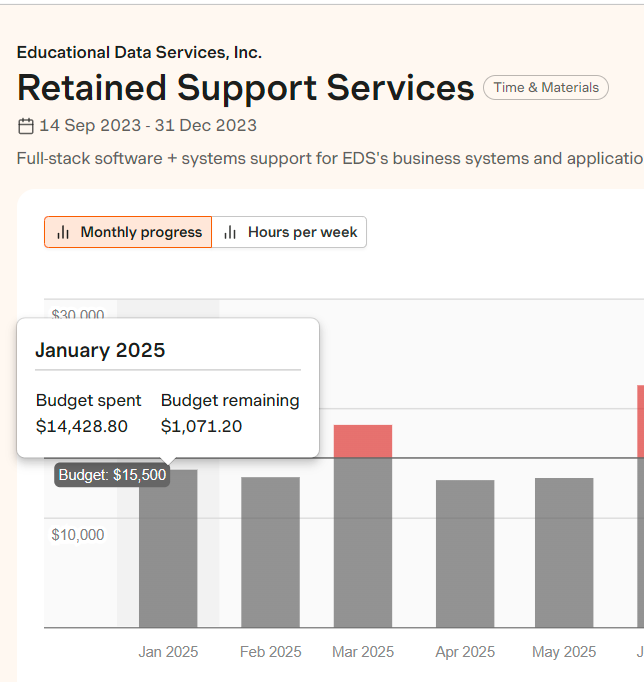 Educational Data Services, Inc.
Retained Support Services
Time & Materials
14 Sep 2023 - 31 Dec 2023
Full-stack software + systems support for EDS's business systems and applicatio
Monthly progress
Hours per week
$30,000
January 2025
Budget spent Budget remaining
$14,428.80 $1,071.20
Budget: $15,500
$10,000
Jan 2025 Feb 2025 Mar 2025 Apr 2025 May 2025 J